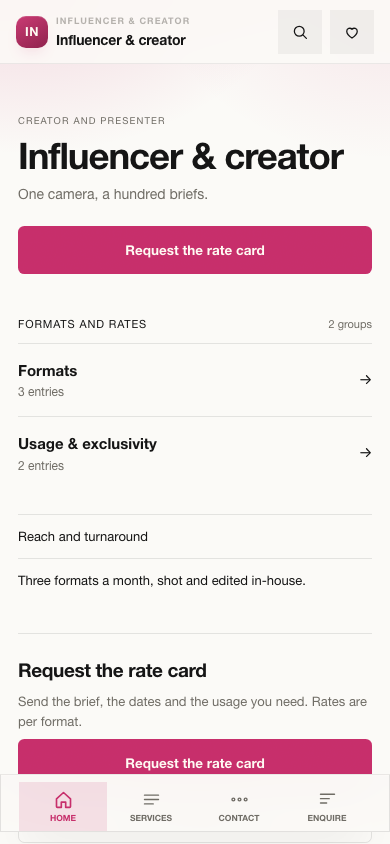 IN
INFLUENCER & CREATOR
Influencer & creator
CREATOR AND PRESENTER
Influencer & creator
One camera, a hundred briefs.
Request the rate card
FORMATS AND RATES
2 groups
Formats
3 entries
Usage & exclusivity
2 entries
Reach and turnaround
Three formats a month, shot and edited in-house.
Request the rate card
Send the brief, the dates and the usage you need. Rates are
per format.
Request the rate card
HOME
SERVICES
CONTACT
ENQUIRE